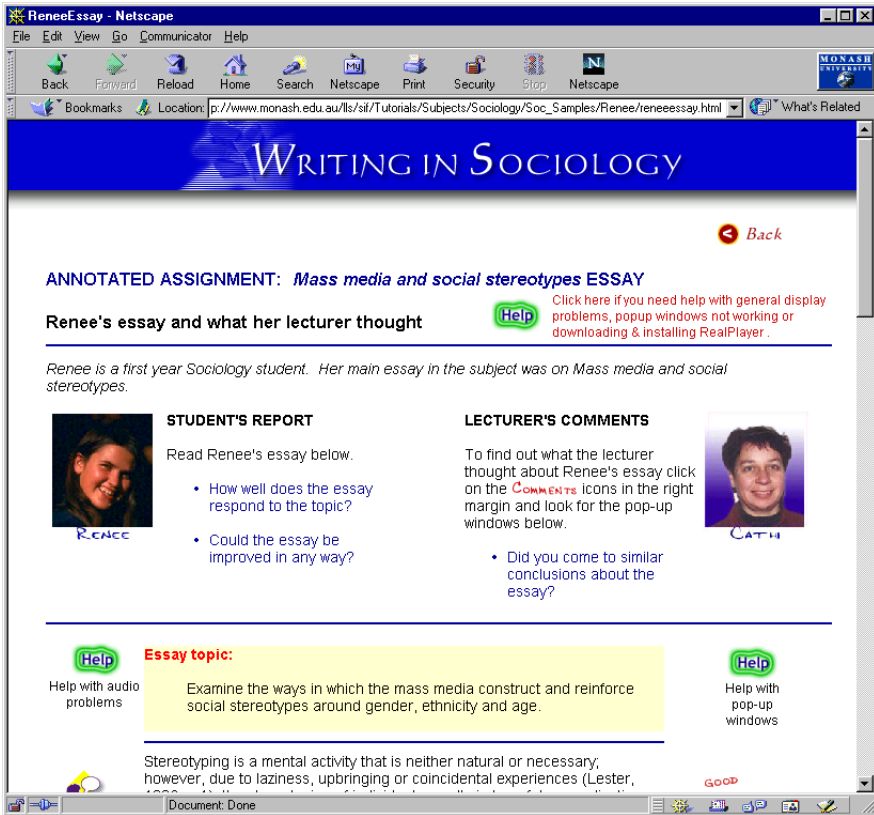 ReneeEssay - Netscape
File Edit View Go Communicator Help
Back Forward Reload Home Search Netscape Print Security Stop Netscape
My
N
MONASH
UNIVERSITY
Bookmarks Location: p://www.monash.edu.au/lls/sif/Tutorials/Subjects/Sociology/Soc_Samples/Renee/reneeessay.html What's Related
WRITING IN SOCIOLOGY
Back
ANNOTATED ASSIGNMENT: Mass media and social stereotypes ESSAY
Renee's essay and what her lecturer thought
Help
Click here if you need help with general display
problems, popup windows not working or
downloading & installing RealPlayer .
Renee is a first year Sociology student. Her main essay in the subject was on Mass media and social
stereotypes.
RENEE
STUDENT'S REPORT
Read Renee's essay below.
• How well does the essay
respond to the topic?
• Could the essay be
improved in any way?
LECTURER'S COMMENTS
To find out what the lecturer
thought about Renee's essay click
on the COMMENTS icons in the right
margin and look for the pop-up
windows below.
• Did you come to similar
conclusions about the
essay?
CATHI
Help
Help with audio
problems
Essay topic:
Examine the ways in which the mass media construct and reinforce
social stereotypes around gender, ethnicity and age.
Help
Help with
pop-up
windows
Stereotyping is a mental activity that is neither natural or necessary;
however, due to laziness, upbringing or coincidental experiences (Lester,
GOOD
Document: Done